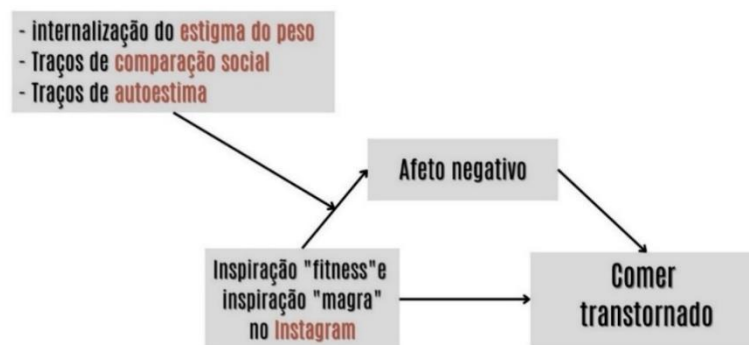 - internalização do estigma do peso
- Traços de comparação social
- Traços de autoestima
Afeto negativo
Inspiração "fitness"e
inspiração "magra"
no Instagram
Comer
transtornado